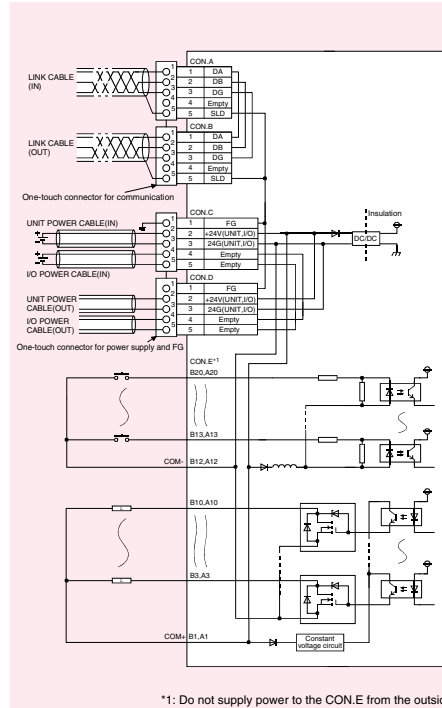 CON.A
LINK CABLE
(IN)
1
2
3
4
5
1 DA
2 DB
3 DG
4 Empty
5 SLD
CON.B
LINK CABLE
(OUT)
1
2
3
4
5
1 DA
2 DB
3 DG
4 Empty
5 SLD
One-touch connector for communication
CON.C
UNIT POWER CABLE(IN)
I/O POWER CABLE(IN)
1
2
3
4
5
1 FG
2 +24V(UNIT,I/O)
3 24G(UNIT,I/O)
4 Empty
5 Empty
Insulation
DC/DC
CON.D
UNIT POWER
CABLE(OUT)
I/O POWER
CABLE(OUT)
1
2
3
4
5
1 FG
2 +24V(UNIT,I/O)
3 24G(UNIT,I/O)
4 Empty
5 Empty
One-touch connector for power supply and FG
CON.E*1
B20,A20
B13,A13
COM- B12,A12
B10,A10
L
B3,A3
L
COM+ B1,A1
Constant
voltage circuit
*1: Do not supply power to the CON.E from the outsid